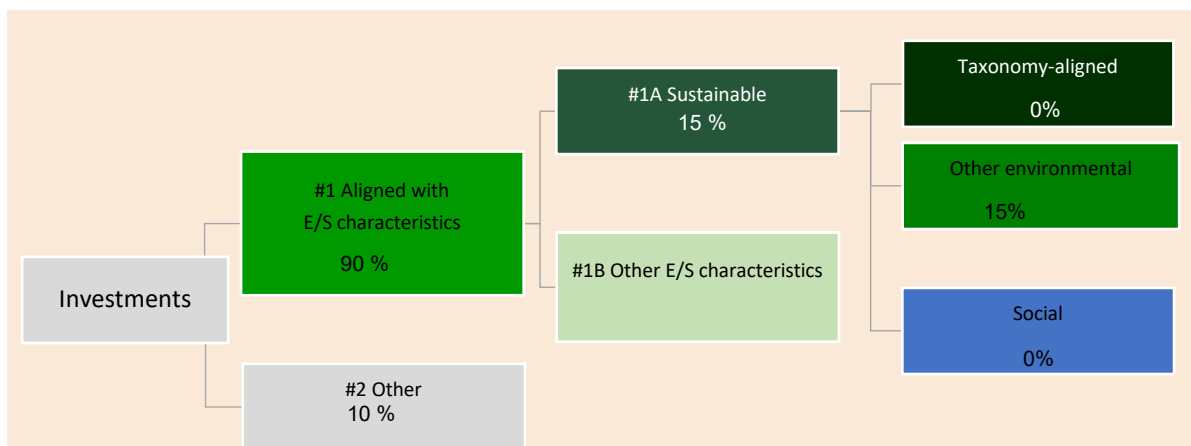 Investments
#1 Aligned with
E/S characteristics
90 %
#2 Other
10 %
#1A Sustainable
15 %
#1B Other E/S characteristics
Taxonomy-aligned
0%
Other environmental
15%
Social
0%